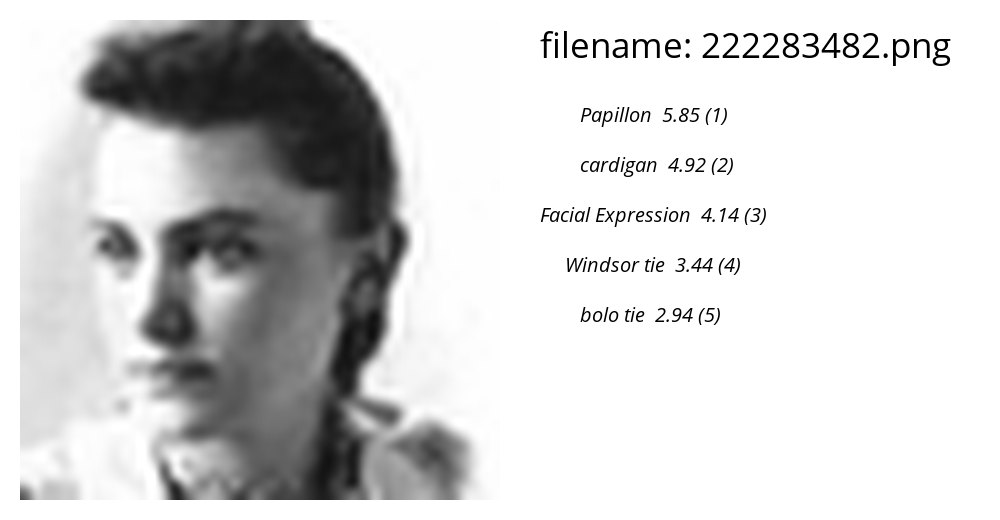 filename: 222283482.png
Papillon 5.85 (1)
cardigan 4.92 (2)
Facial Expression 4.14 (3)
Windsor tie 3.44 (4)
bolo tie 2.94 (5)